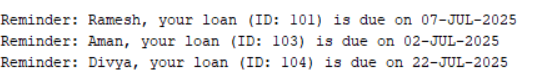 Reminder: Ramesh, your loan (ID: 101) is due on 07-JUL-2025
Reminder: Aman, your loan (ID: 103) is due on 02-JUL-2025
Reminder: Divya, your loan (ID: 104) is due on 22-JUL-2025